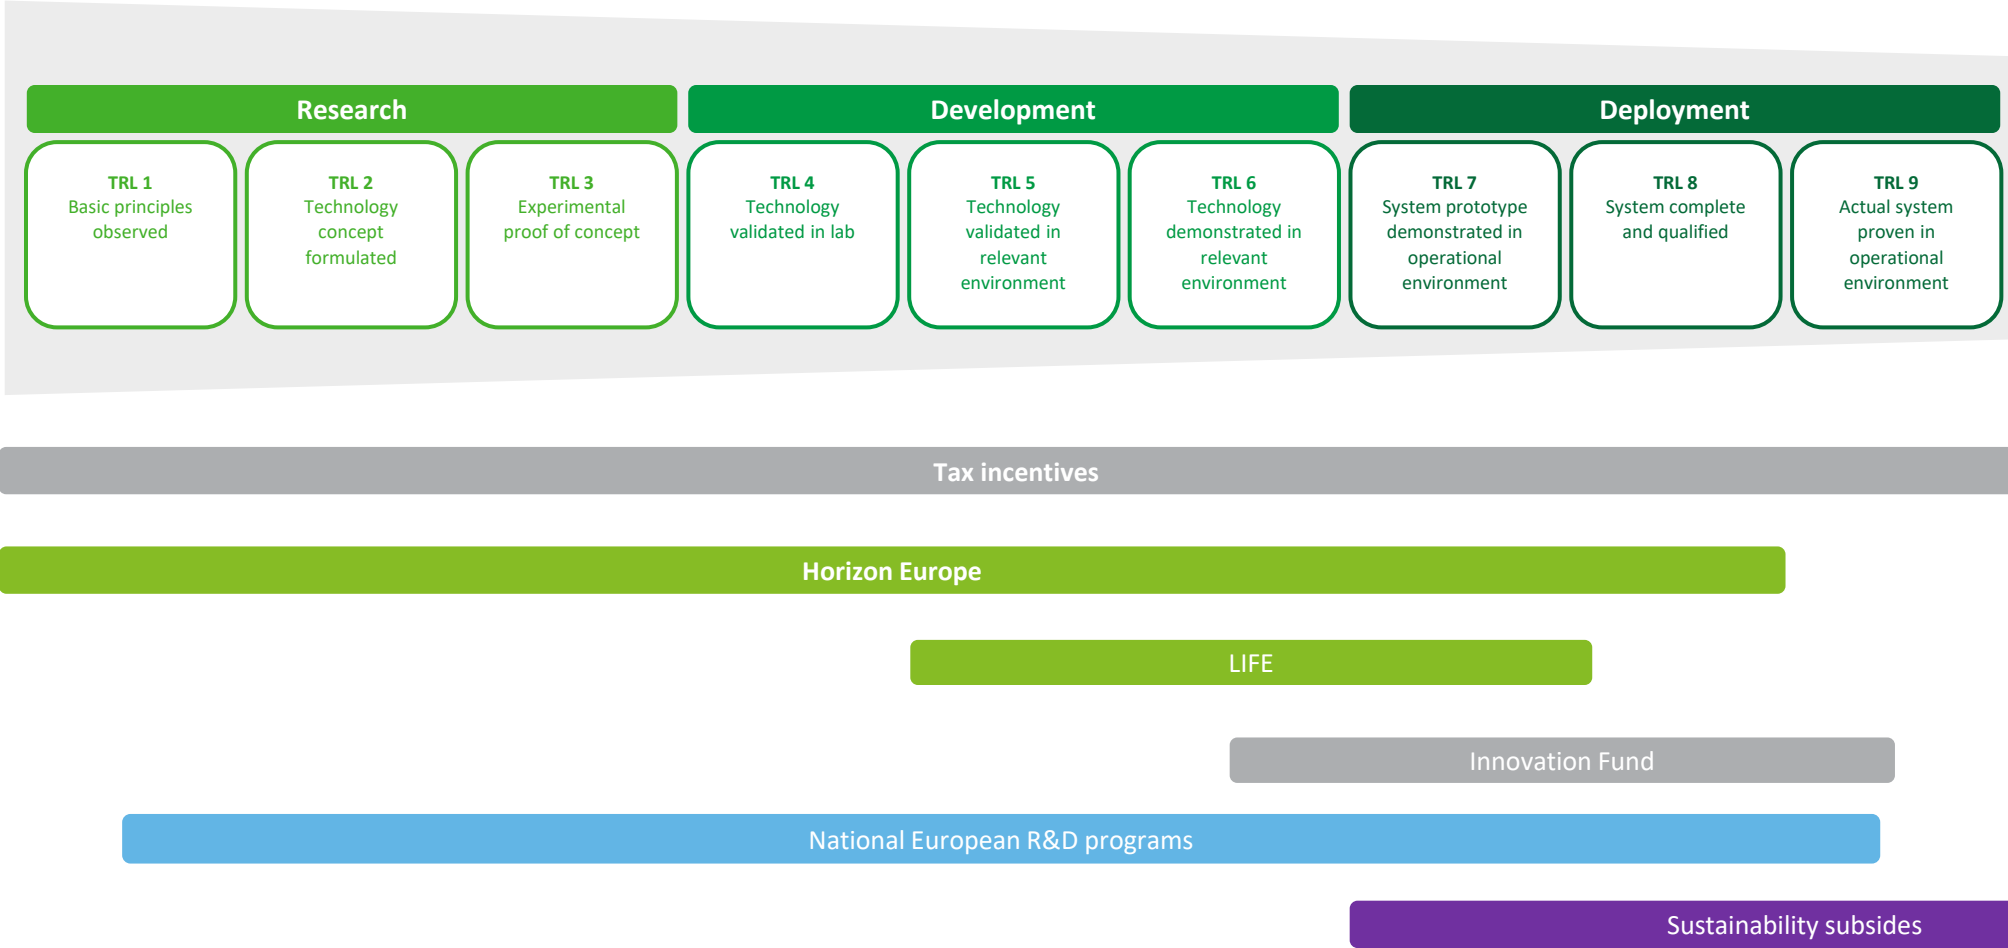 Research
Development
Deployment
TRL 1
Basic principles
observed
TRL 2
Technology
concept
formulated
TRL 3
Experimental
proof of concept
TRL 4
Technology
validated in lab
TRL 5
Technology
validated in
relevant
environment
TRL 6
Technology
demonstrated in
relevant
environment
TRL 7
System prototype
demonstrated in
operational
environment
TRL 8
System complete
and qualified
TRL 9
Actual system
proven in
operational
environment
Tax incentives
Horizon Europe
LIFE
Innovation Fund
National European R&D programs
Sustainability subsides